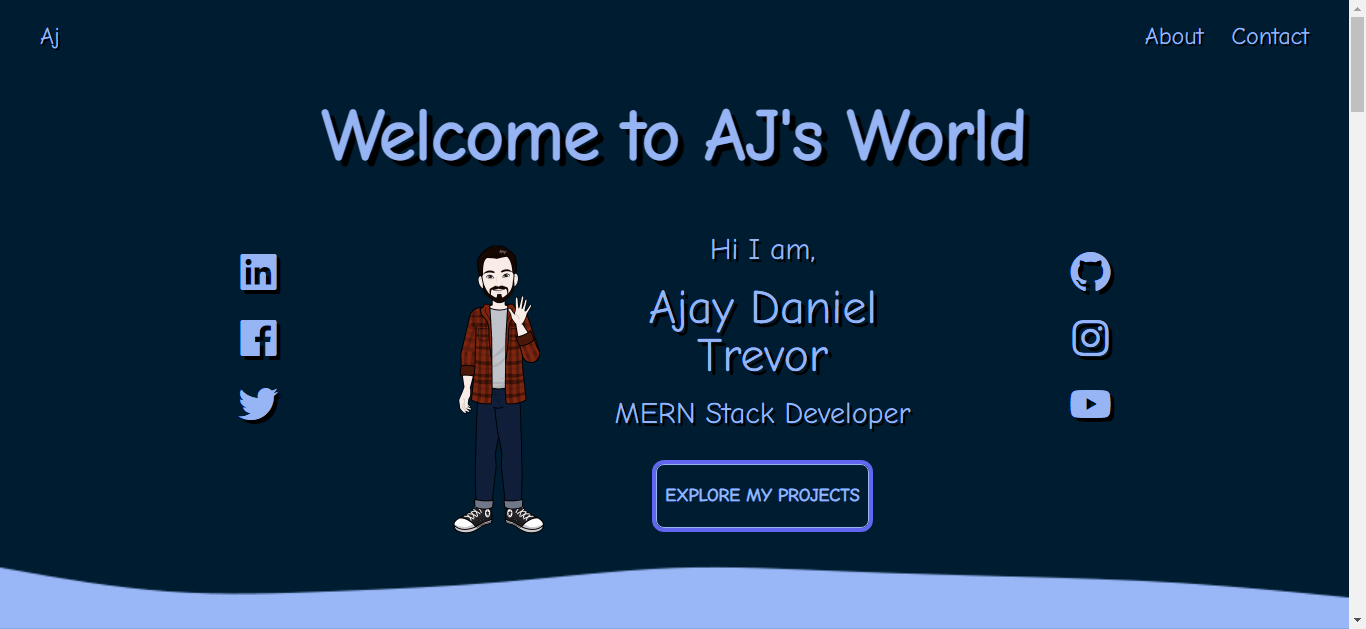 Aj
About Contact
Welcome to AJ's World
Hi I am,
Ajay Daniel
Trevor
MERN Stack Developer
EXPLORE MY PROJECTS